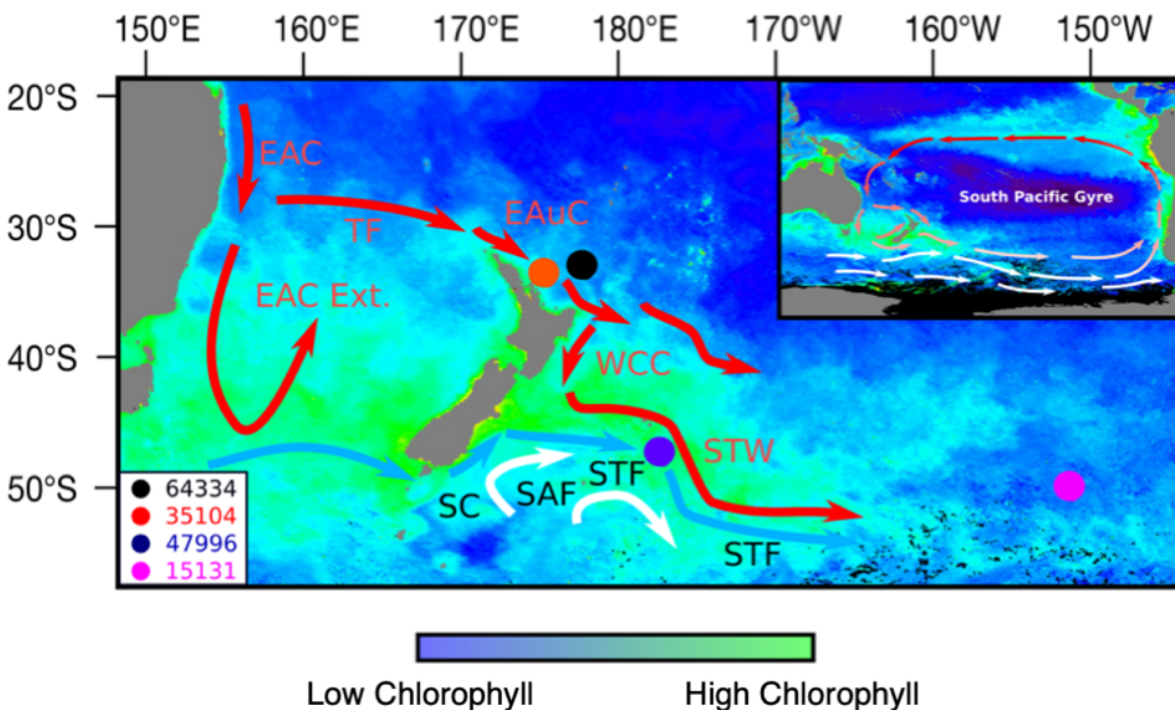 150°E 160°E 170°E 180°E 170°W 160°W 150°W
20°S
30°S
40°S
50°S
EAC
TF
EAuC
EAC Ext.
WCC
STW
STF
SAF
SC
STF
South Pacific Gyre
64334
35104
47996
15131
Low Chlorophyll High Chlorophyll